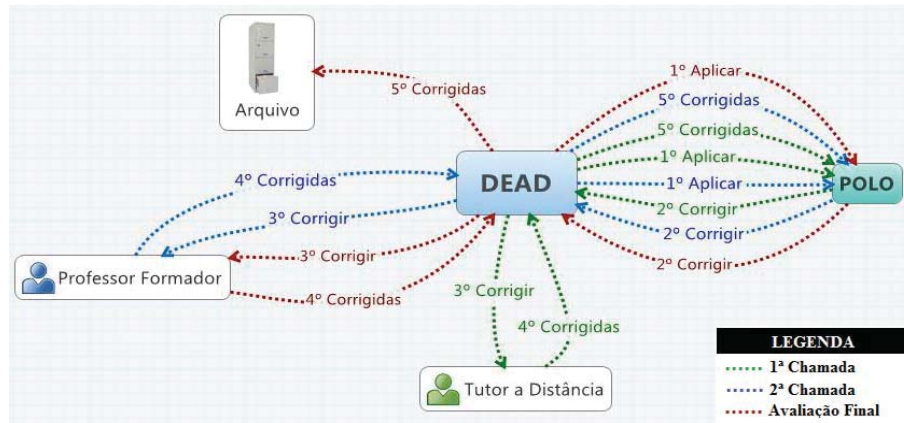 1º Aplicar
5º Corrigidas
5º Corrigidas
Arquivo
5º Corrigidas
1º Aplicar
4º Corrigidas
DEAD
1º Aplicar
POLO
2º Corrigir
3º Corrigir
2º Corrigir
3º Corrigir
2º Corrigir
Professor Formador
4º Corrigidas
3º Corrigir
4º Corrigidas
LEGENDA
1ª Chamada
2ª Chamada
Avaliação Final
Tutor a Distância